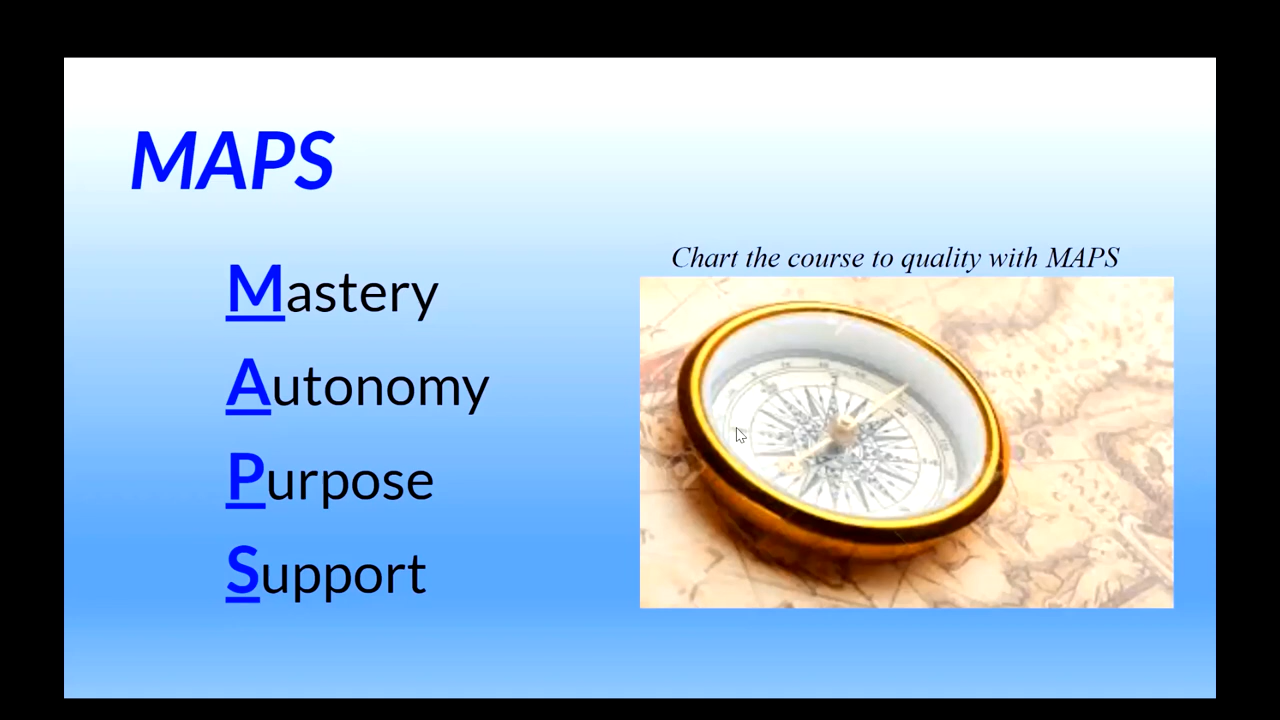 MAPS
Mastery
Autonomy
Purpose
Support
Chart the course to quality with MAPS